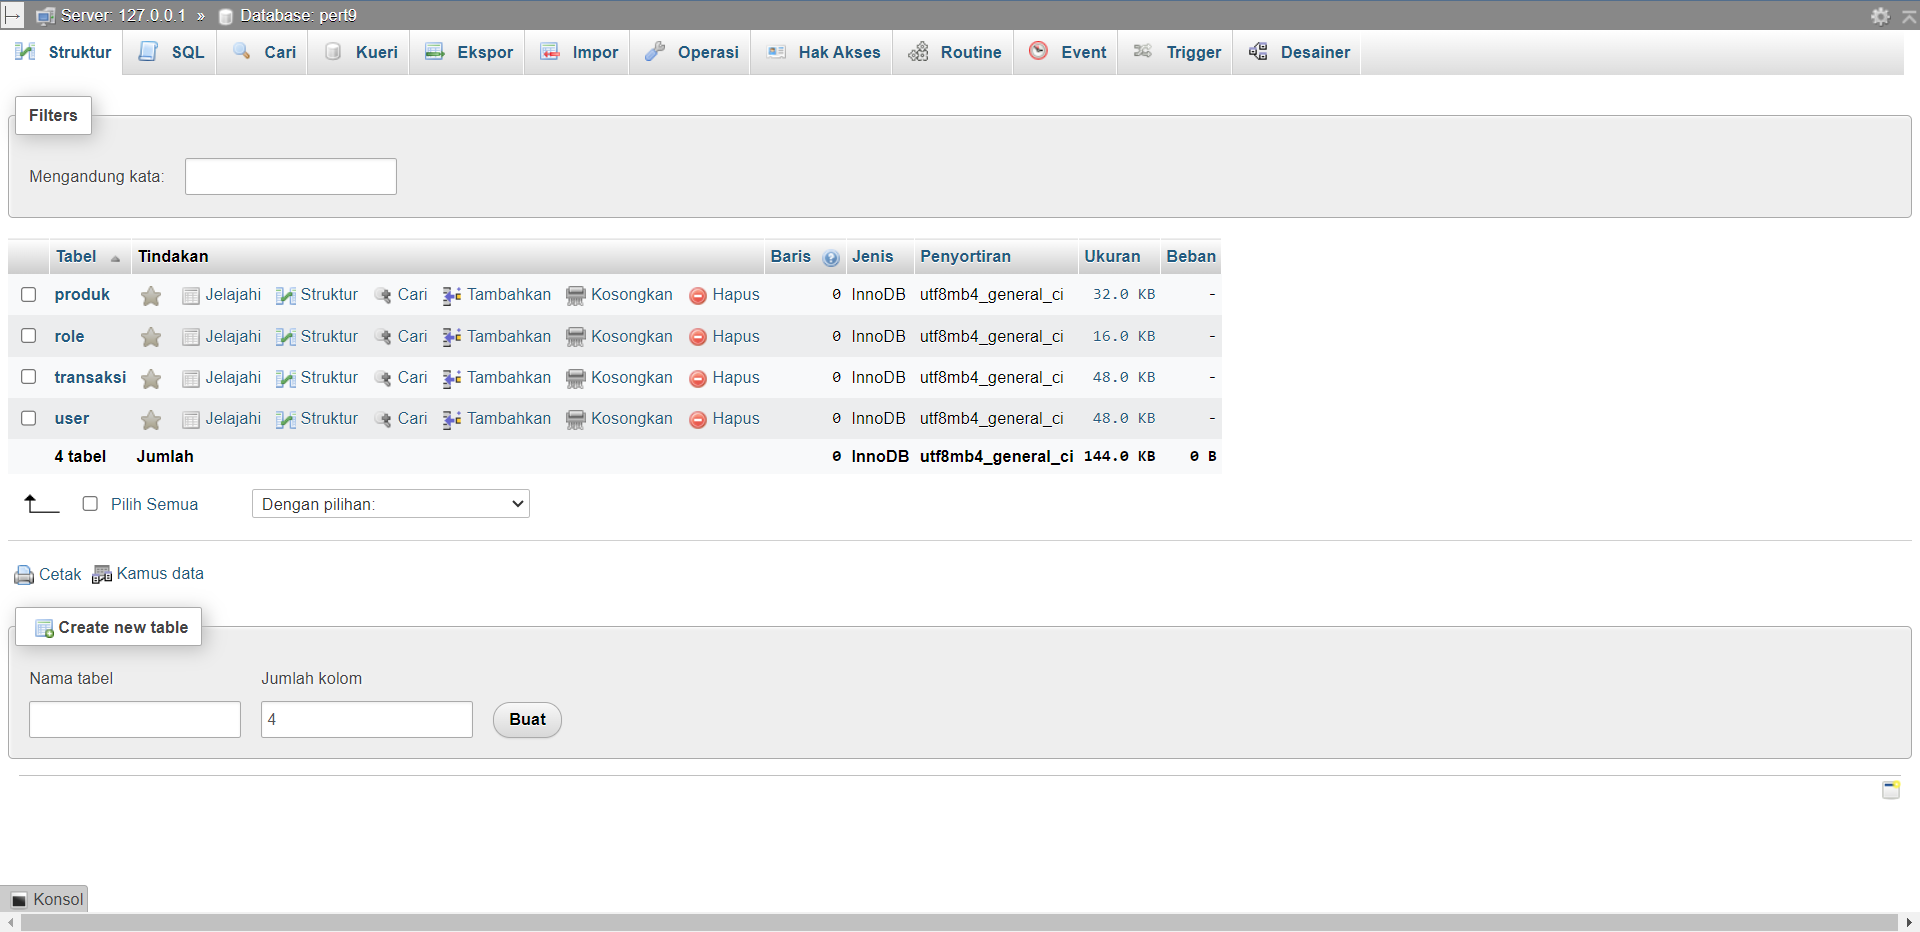 Server: 127.0.0.1 » Database: pert9
Struktur SQL Cari Kueri Ekspor Impor Operasi Hak Akses Routine Event Trigger Desainer
Filters
Mengandung kata:
Tabel Tindakan Baris Jenis Penyortiran Ukuran Beban
produk Jelajahi Struktur Cari Tambahkan Kosongkan Hapus 0 InnoDB utf8mb4_general_ci 32.0 KB -
role Jelajahi Struktur Cari Tambahkan Kosongkan Hapus 0 InnoDB utf8mb4_general_ci 16.0 KB -
transaksi Jelajahi Struktur Cari Tambahkan Kosongkan Hapus 0 InnoDB utf8mb4_general_ci 48.0 KB -
user Jelajahi Struktur Cari Tambahkan Kosongkan Hapus 0 InnoDB utf8mb4_general_ci 48.0 KB -
4 tabel Jumlah 0 InnoDB utf8mb4_general_ci 144.0 KB 0 B
Pilih Semua Dengan pilihan:
Cetak Kamus data
Create new table
Nama tabel Jumlah kolom
4 Buat
Konsol